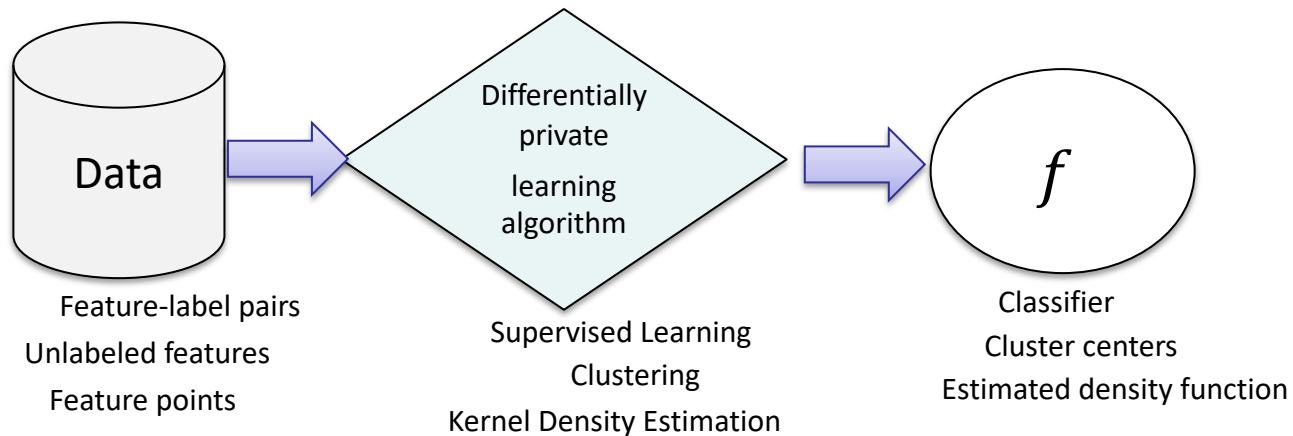 Data
Feature-label pairs
Unlabeled features
Feature points
Differentially
private
learning
algorithm
Supervised Learning
Clustering
Kernel Density Estimation
f
Classifier
Cluster centers
Estimated density function